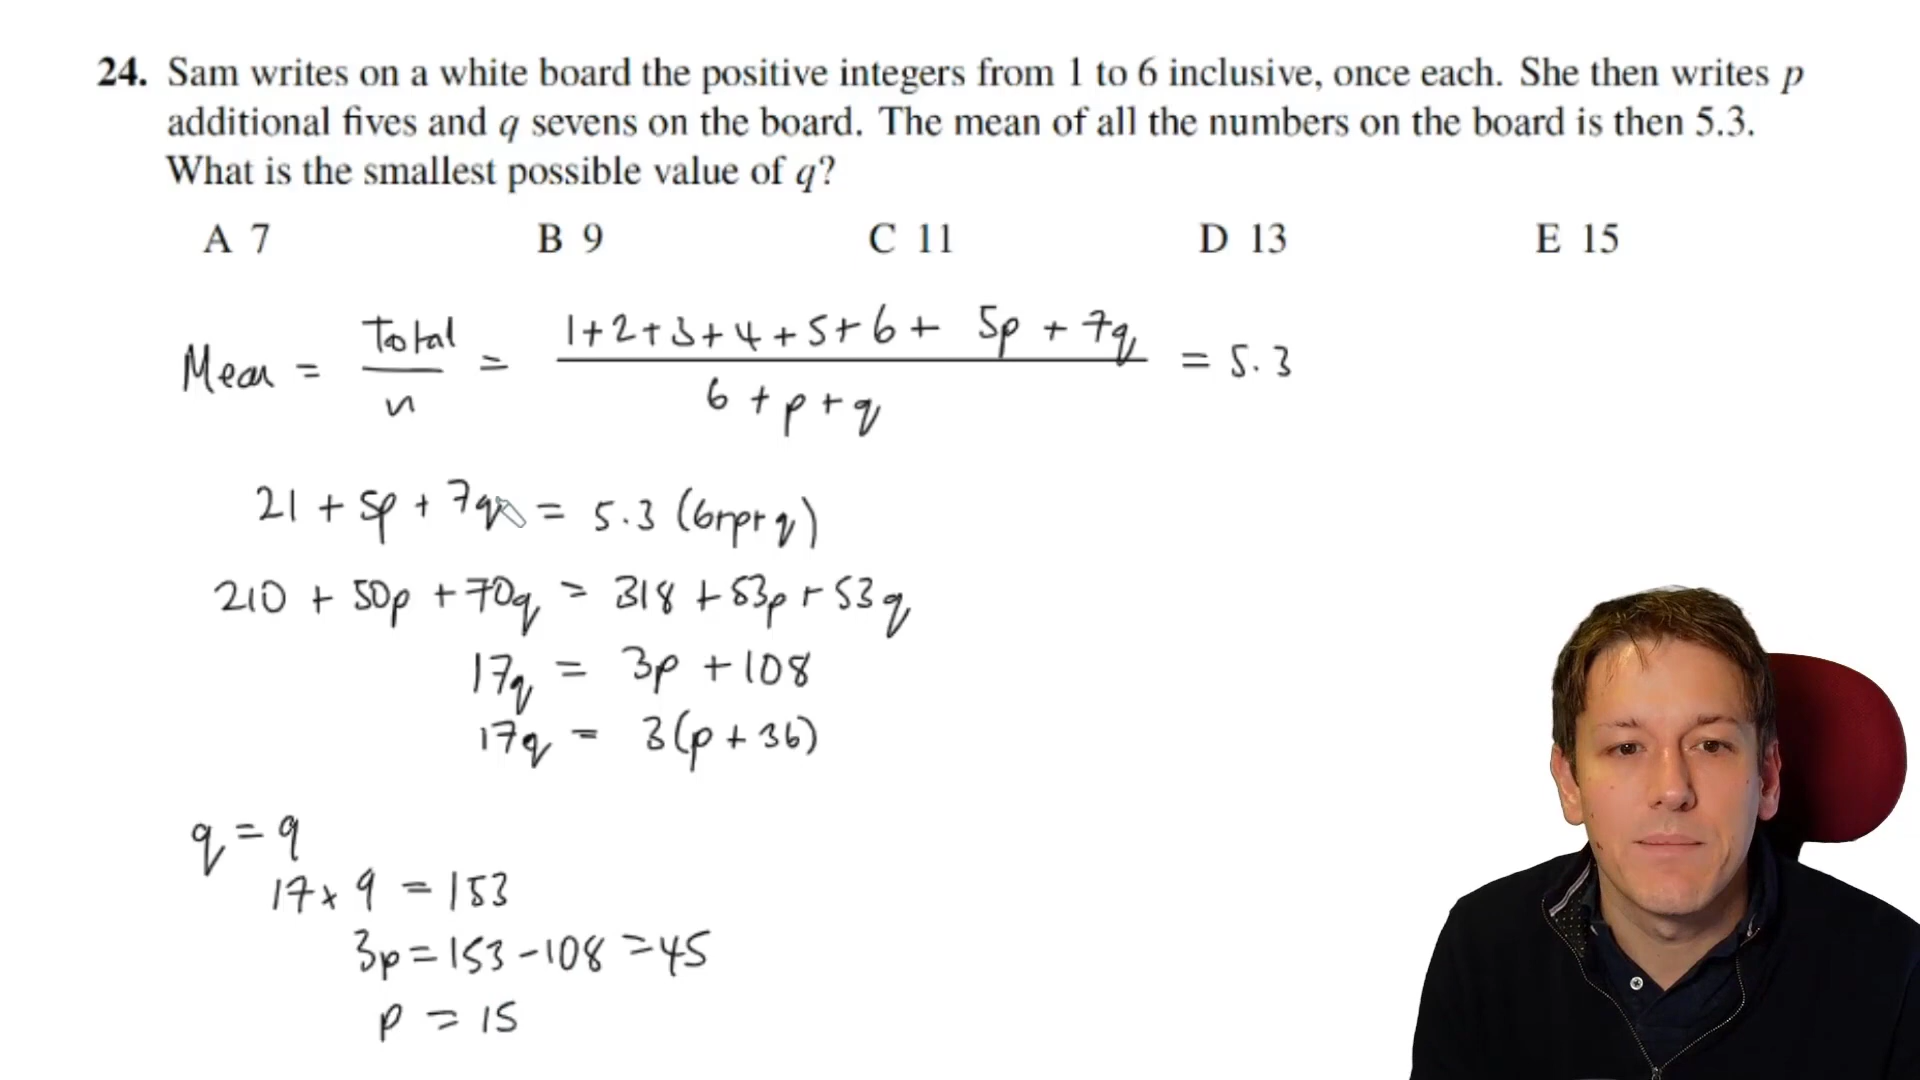 24. Sam writes on a white board the positive integers from 1 to 6 inclusive, once each. She then writes p
additional fives and q sevens on the board. The mean of all the numbers on the board is then 5.3.
What is the smallest possible value of q?
A 7 B 9 C 11 D 13 E 15
Mean = Total / n = 1+2+3+4+5+6+ 5p + 7q / 6+p+q = 5.3
21 + 5p + 7q = 5.3 (6+p+q)
210 + 50p + 70q = 318 + 53p + 53q
17q = 3p + 108
17q = 3(p + 36)
q = 9
17 × 9 = 153
3p = 153 - 108 = 45
p = 15